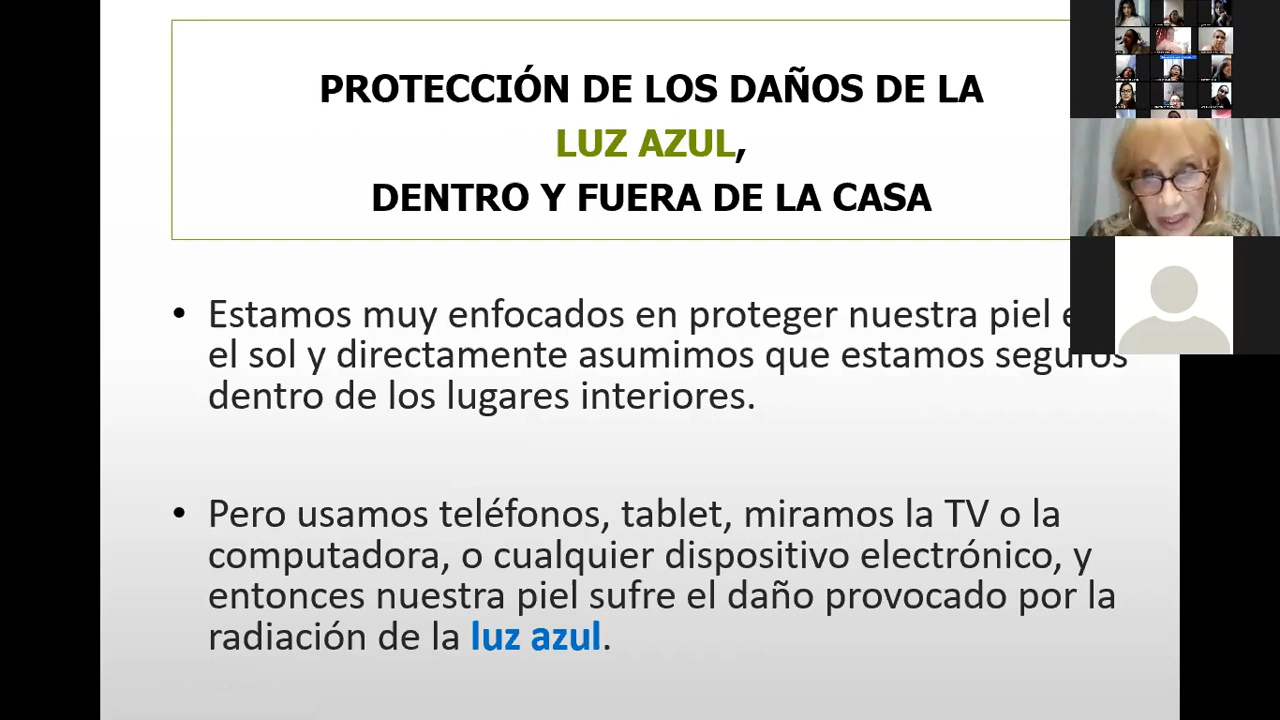 PROTECCIÓN DE LOS DAÑOS DE LA
LUZ AZUL,
DENTRO Y FUERA DE LA CASA
• Estamos muy enfocados en proteger nuestra piel
el sol y directamente asumimos que estamos seguros
dentro de los lugares interiores.
• Pero usamos teléfonos, tablet, miramos la TV o la
computadora, o cualquier dispositivo electrónico, y
entonces nuestra piel sufre el daño provocado por la
radiación de la luz azul.